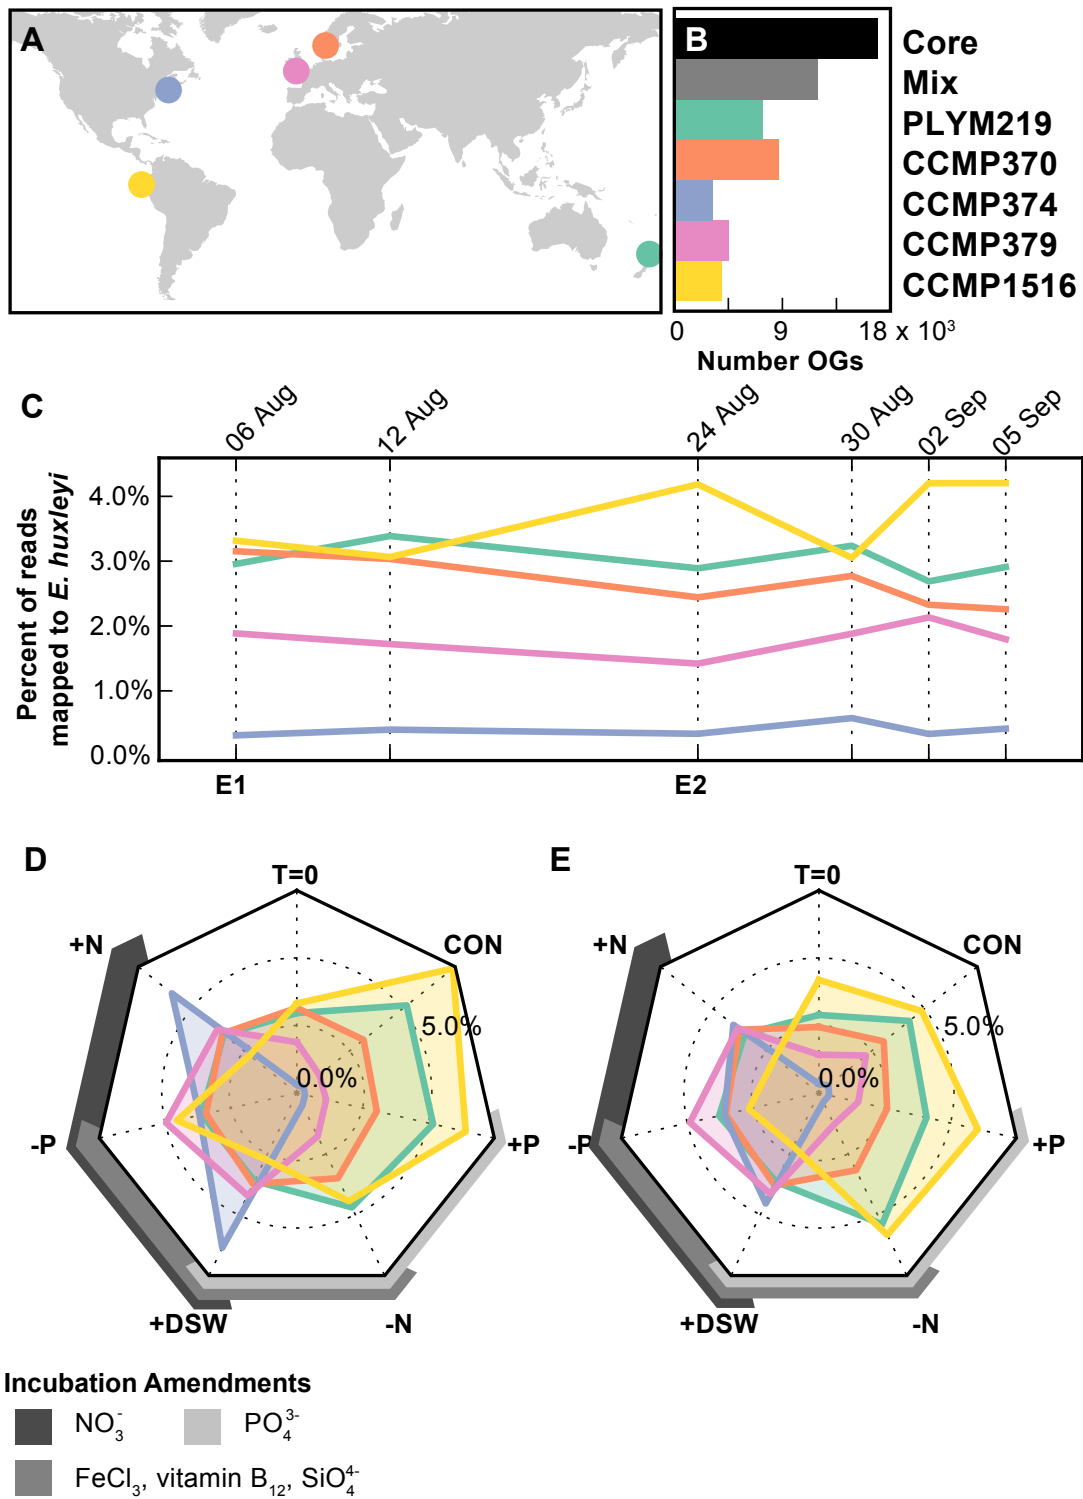 A
B
Core
Mix
PLYM219
CCMP370
CCMP374
CCMP379
CCMP1516
0 9 18 x 10³
Number OGs
C
06 Aug 12 Aug 24 Aug 30 Aug 02 Sep 05 Sep
Percent of reads
mapped to E. huxleyi
4.0%
3.0%
2.0%
1.0%
0.0%
E1 E2
D
T=0
CON
+P
-N
+DSW
-P
+N
5.0%
0.0%
E
T=0
CON
+P
-N
+DSW
-P
+N
5.0%
0.0%
Incubation Amendments
NO₃⁻ PO₄³⁻
FeCl₃, vitamin B₁₂, SiO₄⁴⁻